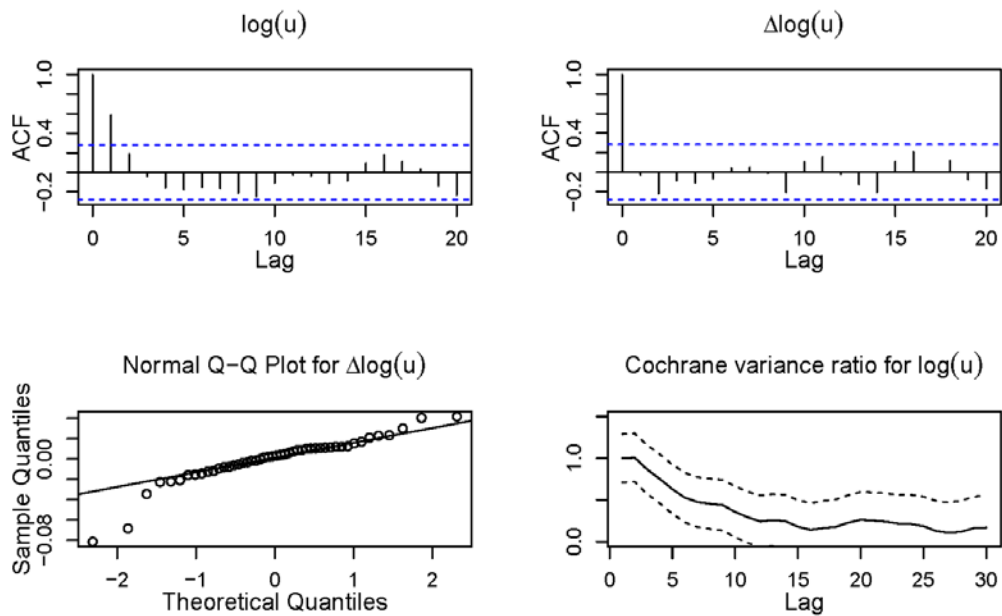 log(u)
ACF
1.0
0.4
−0.2
0 5 10 15 20
Lag
Δlog(u)
ACF
1.0
0.4
−0.2
0 5 10 15 20
Lag
Normal Q−Q Plot for Δlog(u)
Sample Quantiles
0.00
−0.08
−2 −1 0 1 2
Theoretical Quantiles
Cochrane variance ratio for log(u)
1.0
0.0
0 5 10 15 20 25 30
Lag